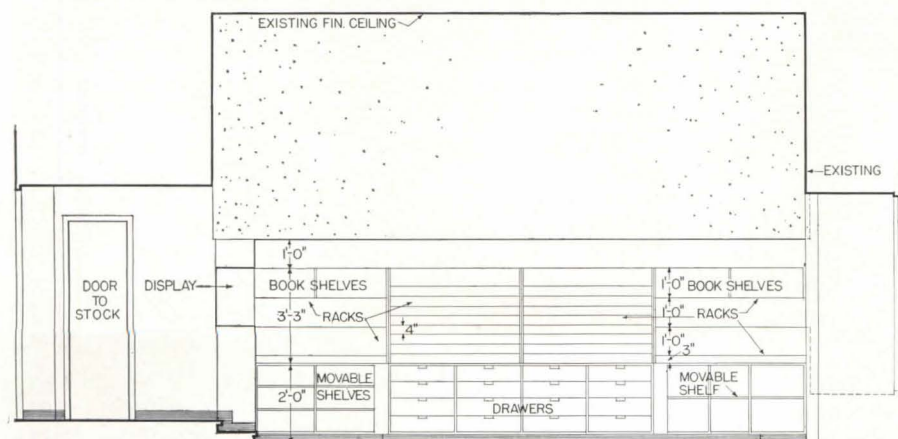 EXISTING FIN. CEILING
EXISTING
1'-0"
DOOR
TO
STOCK
DISPLAY
BOOK SHELVES
3'-3"
RACKS
4"
1'-0"
BOOK SHELVES
1'-0"
RACKS
1'-0"
3"
2'-0"
MOVABLE
SHELVES
DRAWERS
MOVABLE
SHELF